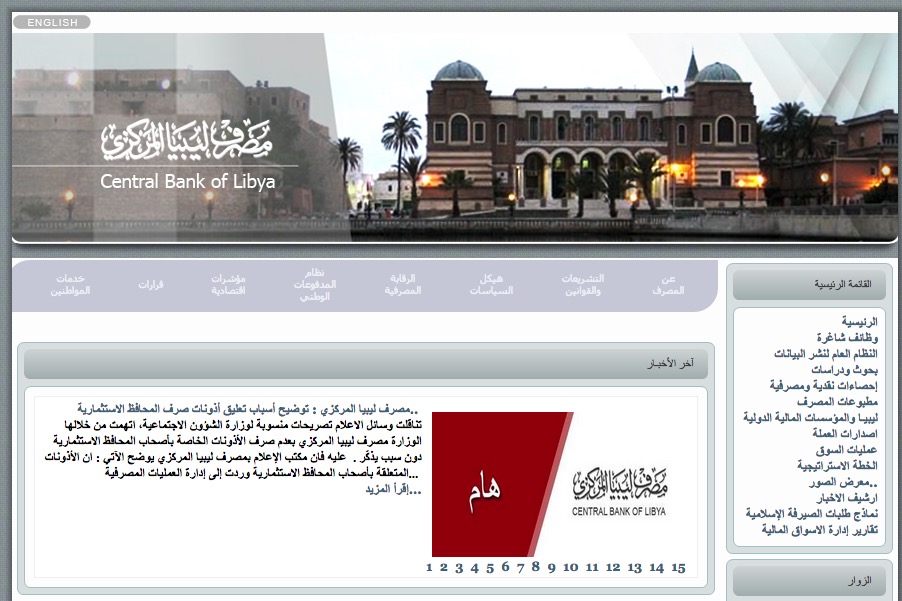 ENGLISH
مصرف ليبيا المركزي
Central Bank of Libya
عن المصرف
التشريعات والقوانين
هيكل السياسات
الرقابة المصرفية
نظام المدفوعات الوطني
مؤشرات اقتصادية
قرارات
خدمات المواطنين
القائمة الرئيسية
الرئيسية
وظائف شاغرة
النظام العام لنشر البيانات
بحوث ودراسات
إحصاءات نقدية ومصرفية
مطبوعات المصرف
ليبيا والمؤسسات المالية الدولية
اصدارات العملة
عمليات السوق
الخطة الاستراتيجية
..معرض الصور
ارشيف الاخبار
نماذج طلبات الصيرفة الإسلامية
تقارير إدارة الاسواق المالية
الزوار
آخر الأخبار
..مصرف ليبيا المركزي : توضيح أسباب تعليق أذونات صرف المحافظ الاستثمارية
تناقلت وسائل الاعلام تصريحات منسوبة لوزارة الشؤون الاجتماعية، اتهمت من خلالها
الوزارة مصرف ليبيا المركزي بعدم صرف الأذونات الخاصة بأصحاب المحافظ الاستثمارية
دون سبب يذكّر . عليه فان مكتب الإعلام بمصرف ليبيا المركزي يوضح الآتي : ان الأذونات
...المتعلقة بأصحاب المحافظ الاستثمارية وردت إلى إدارة العمليات المصرفية
...إقرأ المزيد
هام
مصرف ليبيا المركزي
CENTRAL BANK OF LIBYA
1 2 3 4 5 6 7 8 9 10 11 12 13 14 15